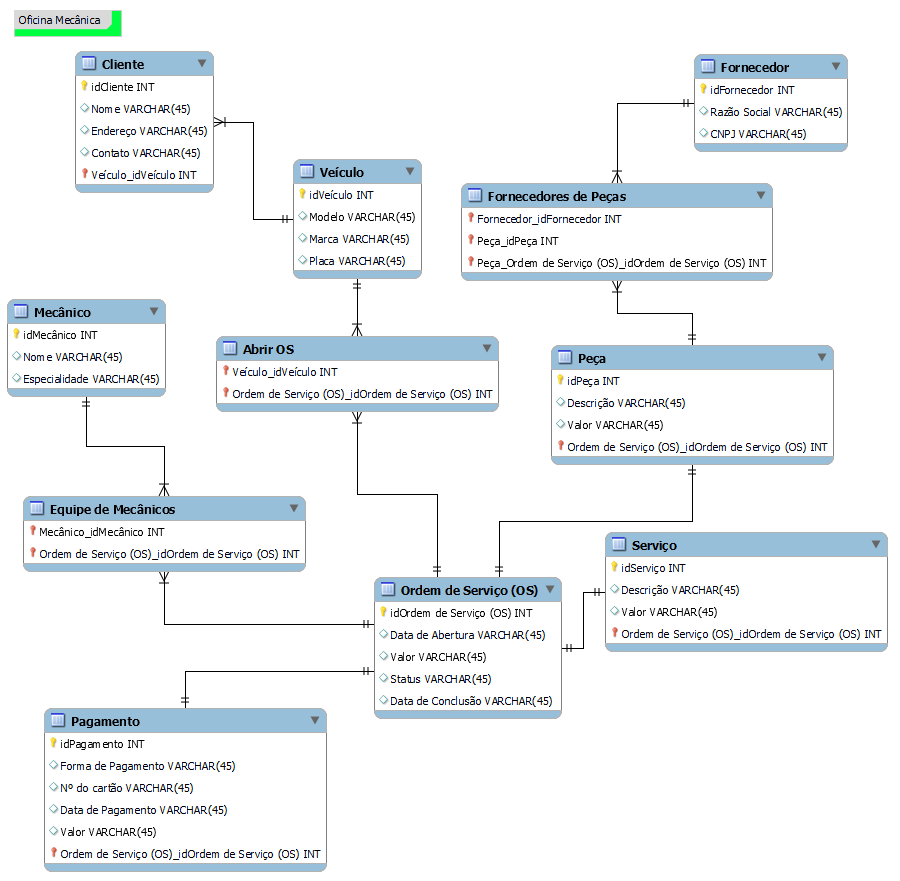 Oficina Mecânica
Cliente
idCliente INT
Nome VARCHAR(45)
Endereço VARCHAR(45)
Contato VARCHAR(45)
Veículo_idVeículo INT
Fornecedor
idFornecedor INT
Razão Social VARCHAR(45)
CNPJ VARCHAR(45)
Veículo
idVeículo INT
Modelo VARCHAR(45)
Marca VARCHAR(45)
Placa VARCHAR(45)
Fornecedores de Peças
Fornecedor_idFornecedor INT
Peça_idPeça INT
Peça_Ordem de Serviço (OS)_idOrdem de Serviço (OS) INT
Mecânico
idMecânico INT
Nome VARCHAR(45)
Especialidade VARCHAR(45)
Abrir OS
Veículo_idVeículo INT
Ordem de Serviço (OS)_idOrdem de Serviço (OS) INT
Peça
idPeça INT
Descrição VARCHAR(45)
Valor VARCHAR(45)
Ordem de Serviço (OS)_idOrdem de Serviço (OS) INT
Equipe de Mecânicos
Mecânico_idMecânico INT
Ordem de Serviço (OS)_idOrdem de Serviço (OS) INT
Serviço
idServiço INT
Descrição VARCHAR(45)
Valor VARCHAR(45)
Ordem de Serviço (OS)_idOrdem de Serviço (OS) INT
Ordem de Serviço (OS)
idOrdem de Serviço (OS) INT
Data de Abertura VARCHAR(45)
Valor VARCHAR(45)
Status VARCHAR(45)
Data de Conclusão VARCHAR(45)
Pagamento
idPagamento INT
Forma de Pagamento VARCHAR(45)
Nº do cartão VARCHAR(45)
Data de Pagamento VARCHAR(45)
Valor VARCHAR(45)
Ordem de Serviço (OS)_idOrdem de Serviço (OS) INT